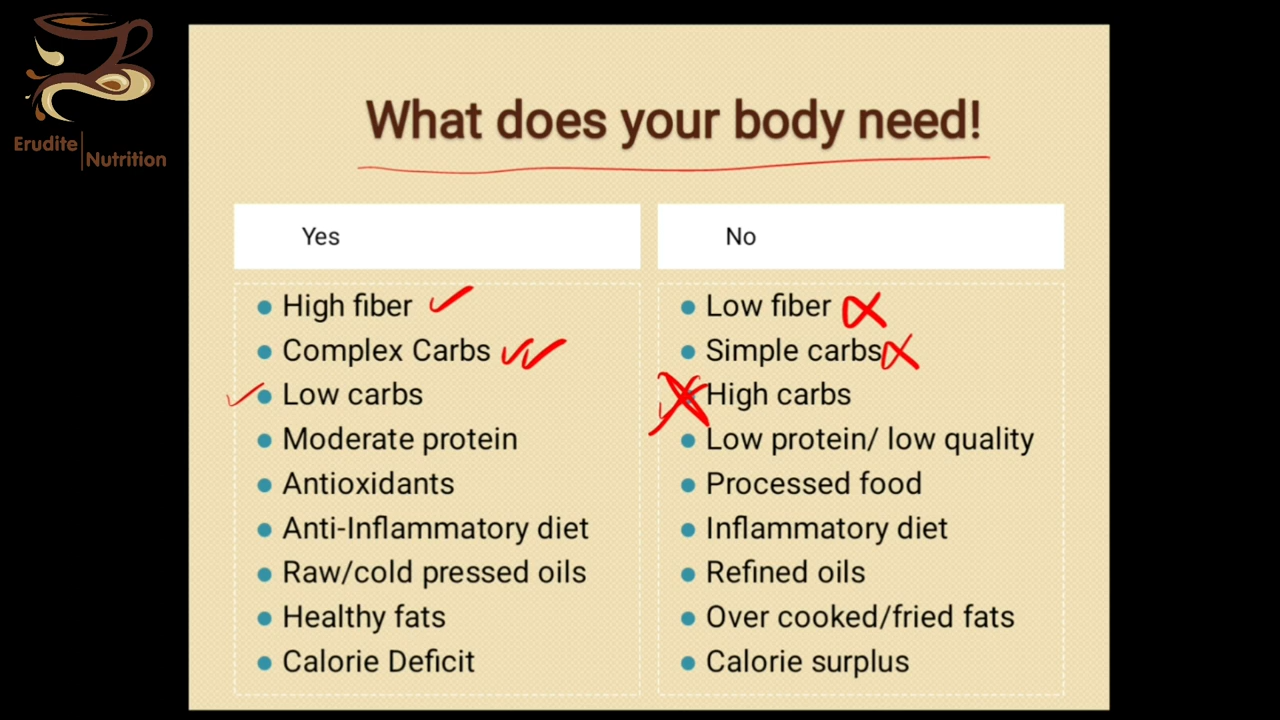 Erudite
Nutrition
What does your body need!
Yes
High fiber
Complex Carbs
Low carbs
Moderate protein
Antioxidants
Anti-Inflammatory diet
Raw/cold pressed oils
Healthy fats
Calorie Deficit
No
Low fiber
Simple carbs
High carbs
Low protein/ low quality
Processed food
Inflammatory diet
Refined oils
Over cooked/fried fats
Calorie surplus